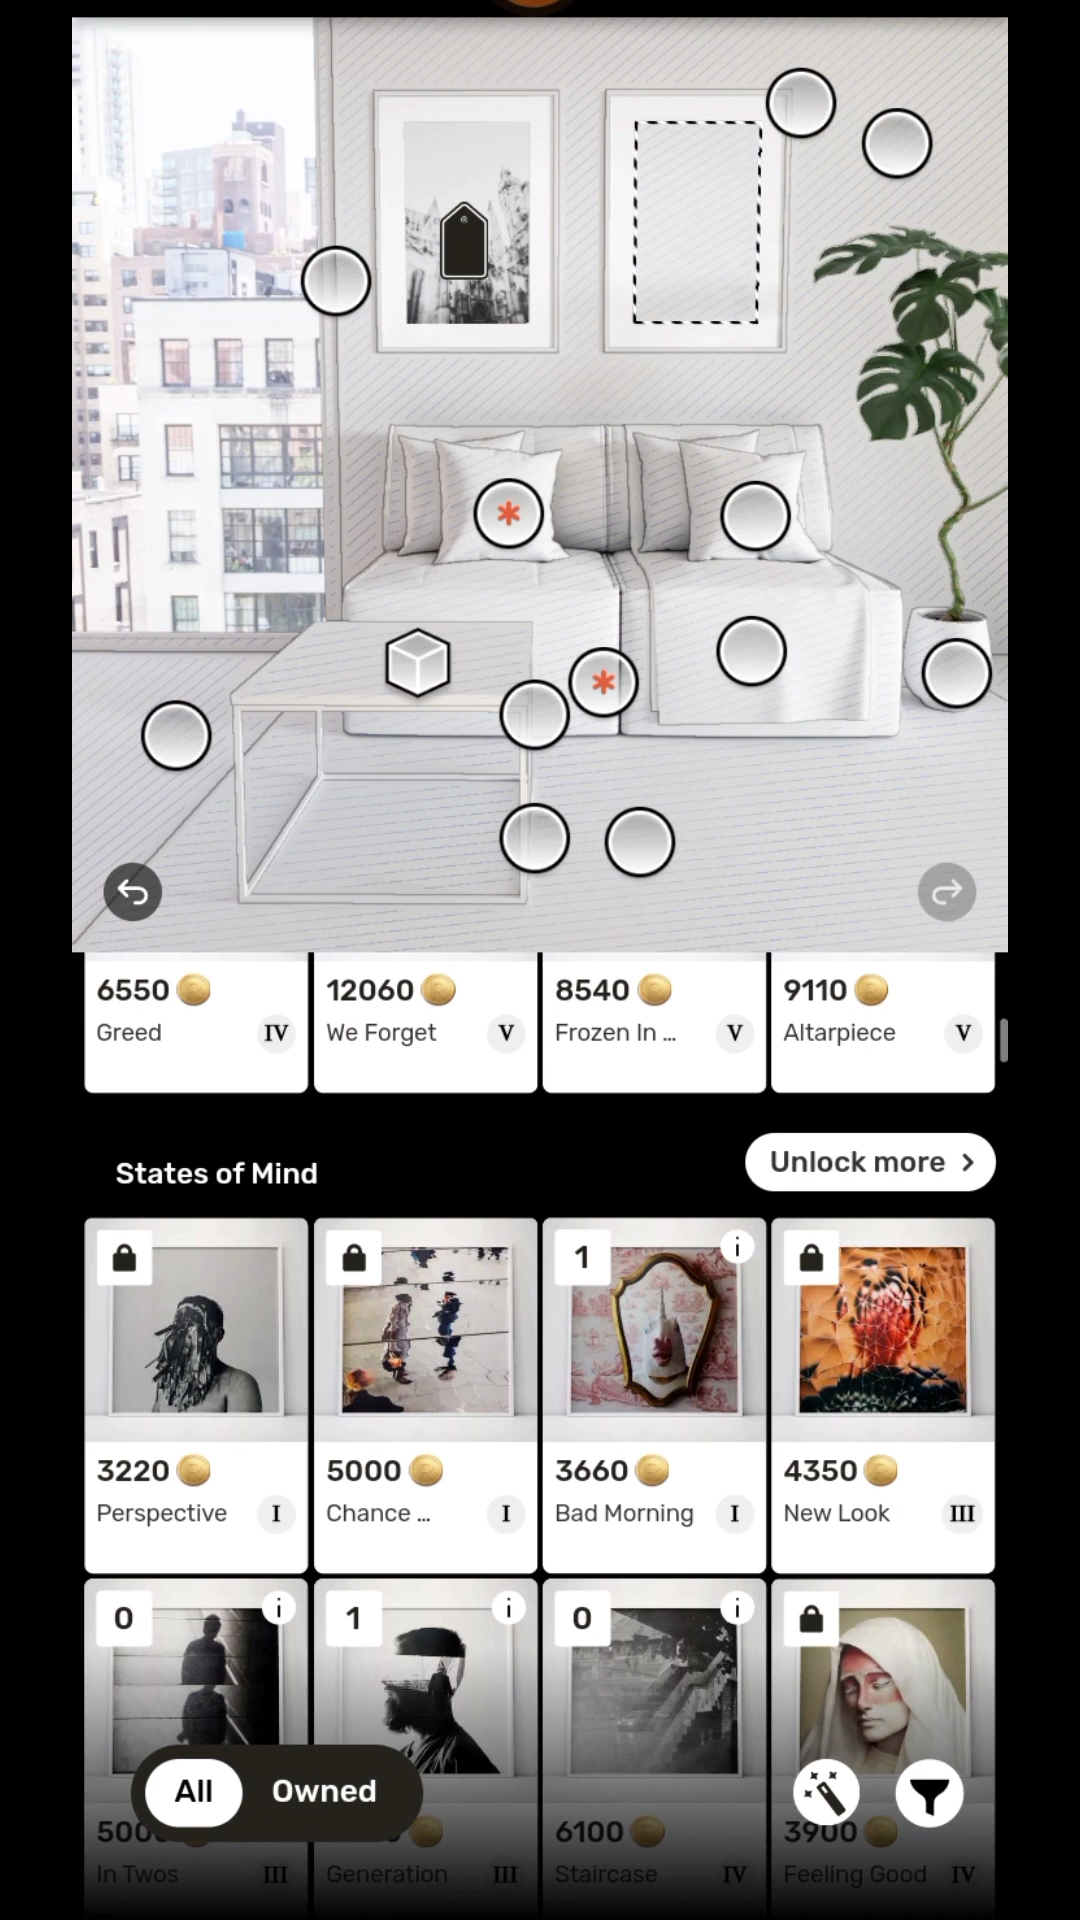 6550
12060
8540
9110
Greed IV
We Forget V
Frozen In ... V
Altarpiece V
States of Mind
Unlock more
1
3220
5000
3660
4350
Perspective I
Chance ... I
Bad Morning I
New Look III
0
1
0
All Owned
500
6100
3900
In Twos III
Generation III
Staircase IV
Feeling Good IV